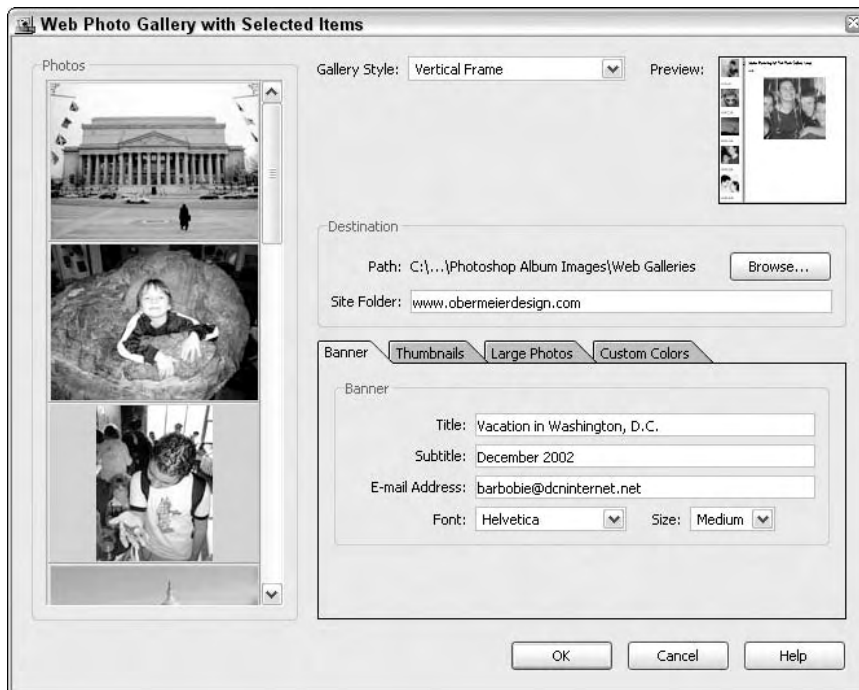 Web Photo Gallery with Selected Items
Photos
Gallery Style: Vertical Frame
Preview:
Destination
Path: C:\...\Photoshop Album Images\Web Galleries
Browse...
Site Folder: www.obermeierdesign.com
Banner
Thumbnails
Large Photos
Custom Colors
Banner
Title: Vacation in Washington, D.C.
Subtitle: December 2002
E-mail Address: barbobie@dcninternet.net
Font: Helvetica
Size: Medium
OK
Cancel
Help